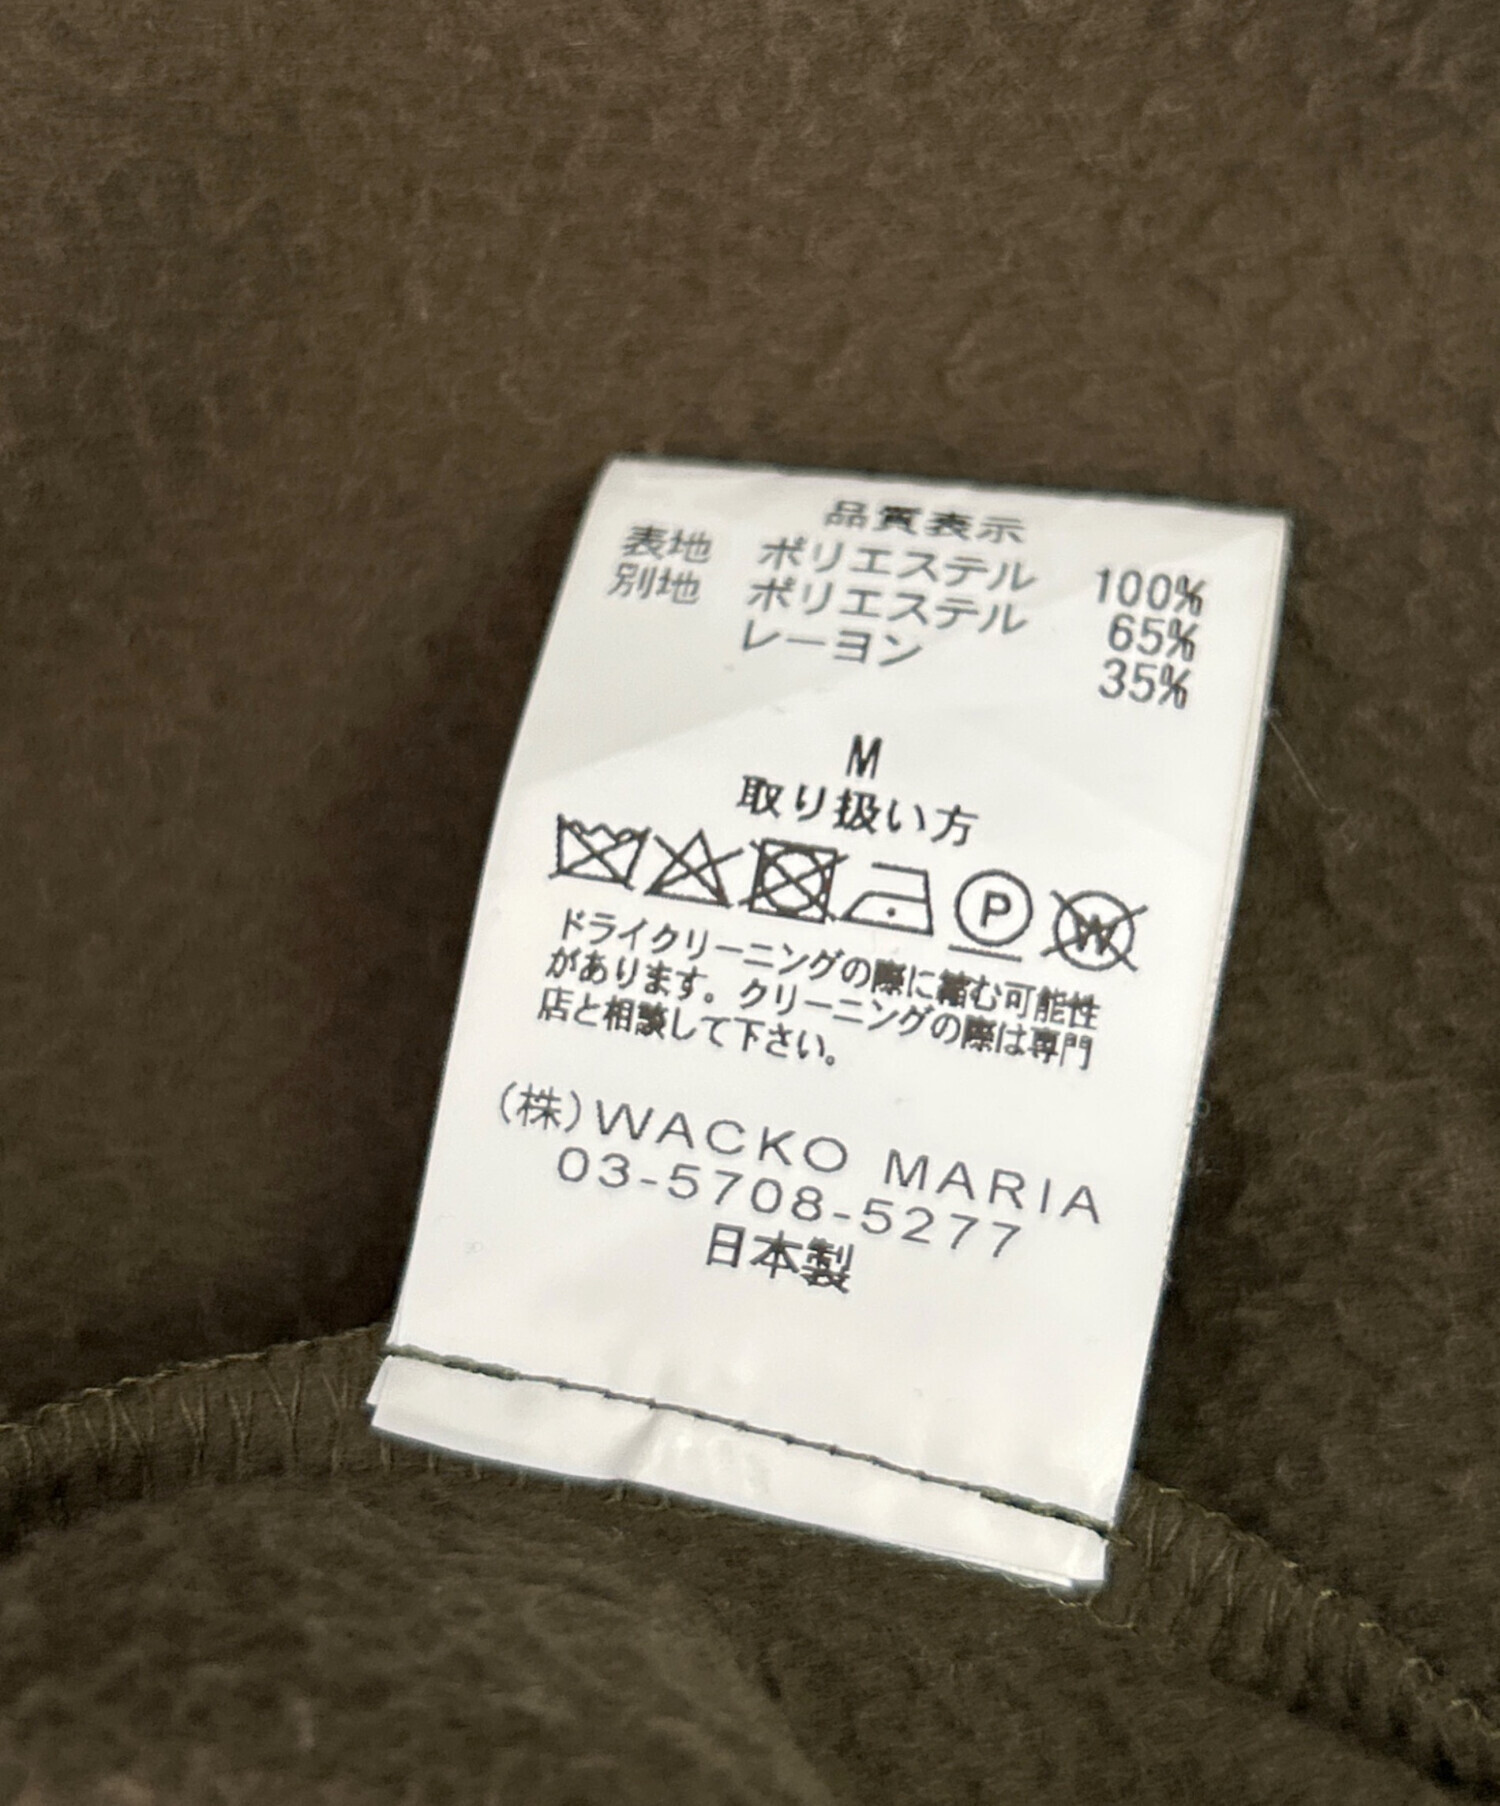 品質表示
表地 ポリエステル 100%
別地 ポリエステル 65%
レーヨン 35%
M
取り扱い方
P W
ドライクリーニングの際に縮む可能性
があります。クリーニングの際は専門
店と相談して下さい。
(株)WACKO MARIA
03-5708-5277
日本製